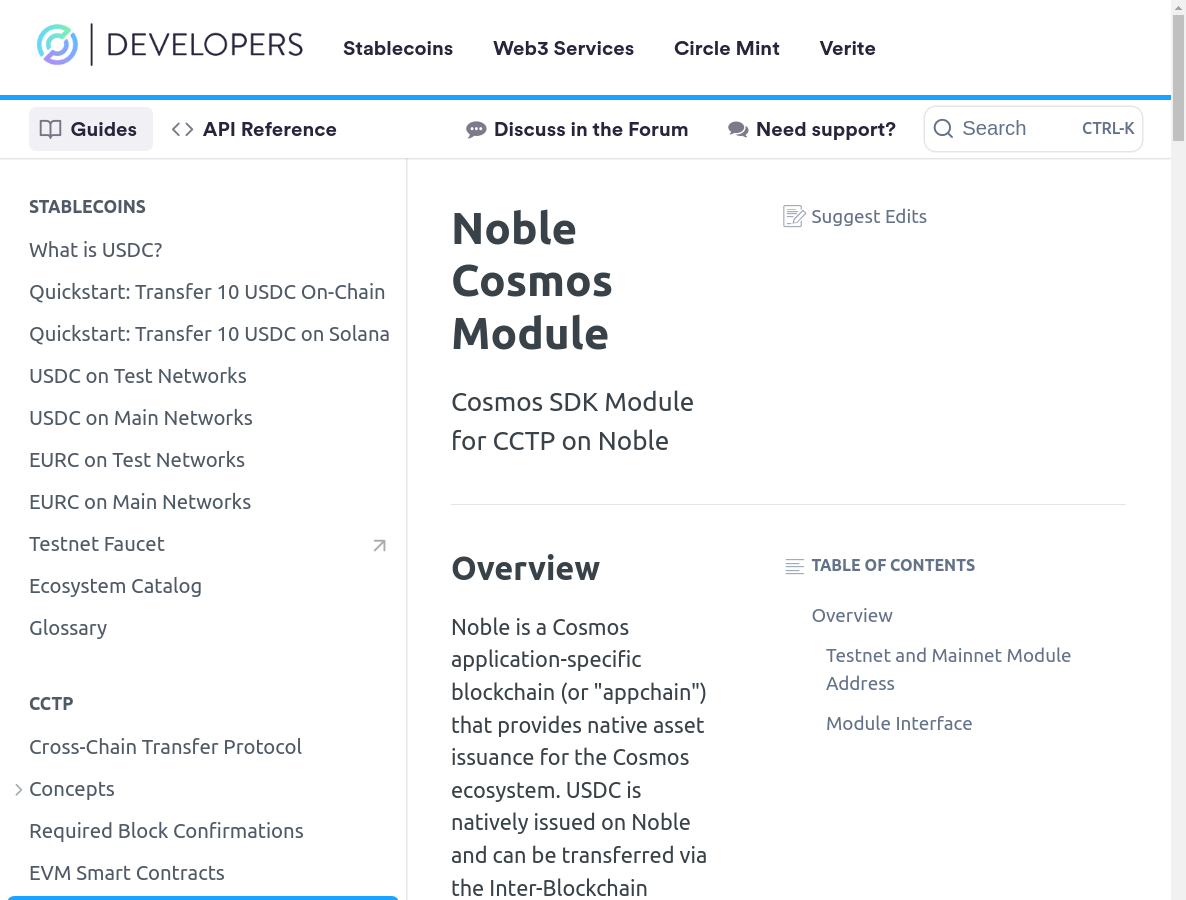 DEVELOPERS
Stablecoins
Web3 Services
Circle Mint
Verite
Guides
API Reference
Discuss in the Forum
Need support?
Search
CTRL-K
STABLECOINS
What is USDC?
Quickstart: Transfer 10 USDC On-Chain
Quickstart: Transfer 10 USDC on Solana
USDC on Test Networks
USDC on Main Networks
EURC on Test Networks
EURC on Main Networks
Testnet Faucet
Ecosystem Catalog
Glossary
CCTP
Cross-Chain Transfer Protocol
Concepts
Required Block Confirmations
EVM Smart Contracts
Noble
Cosmos
Module
Suggest Edits
Cosmos SDK Module
for CCTP on Noble
Overview
Noble is a Cosmos
application-specific
blockchain (or "appchain")
that provides native asset
issuance for the Cosmos
ecosystem. USDC is
natively issued on Noble
and can be transferred via
the Inter-Blockchain
TABLE OF CONTENTS
Overview
Testnet and Mainnet Module
Address
Module Interface